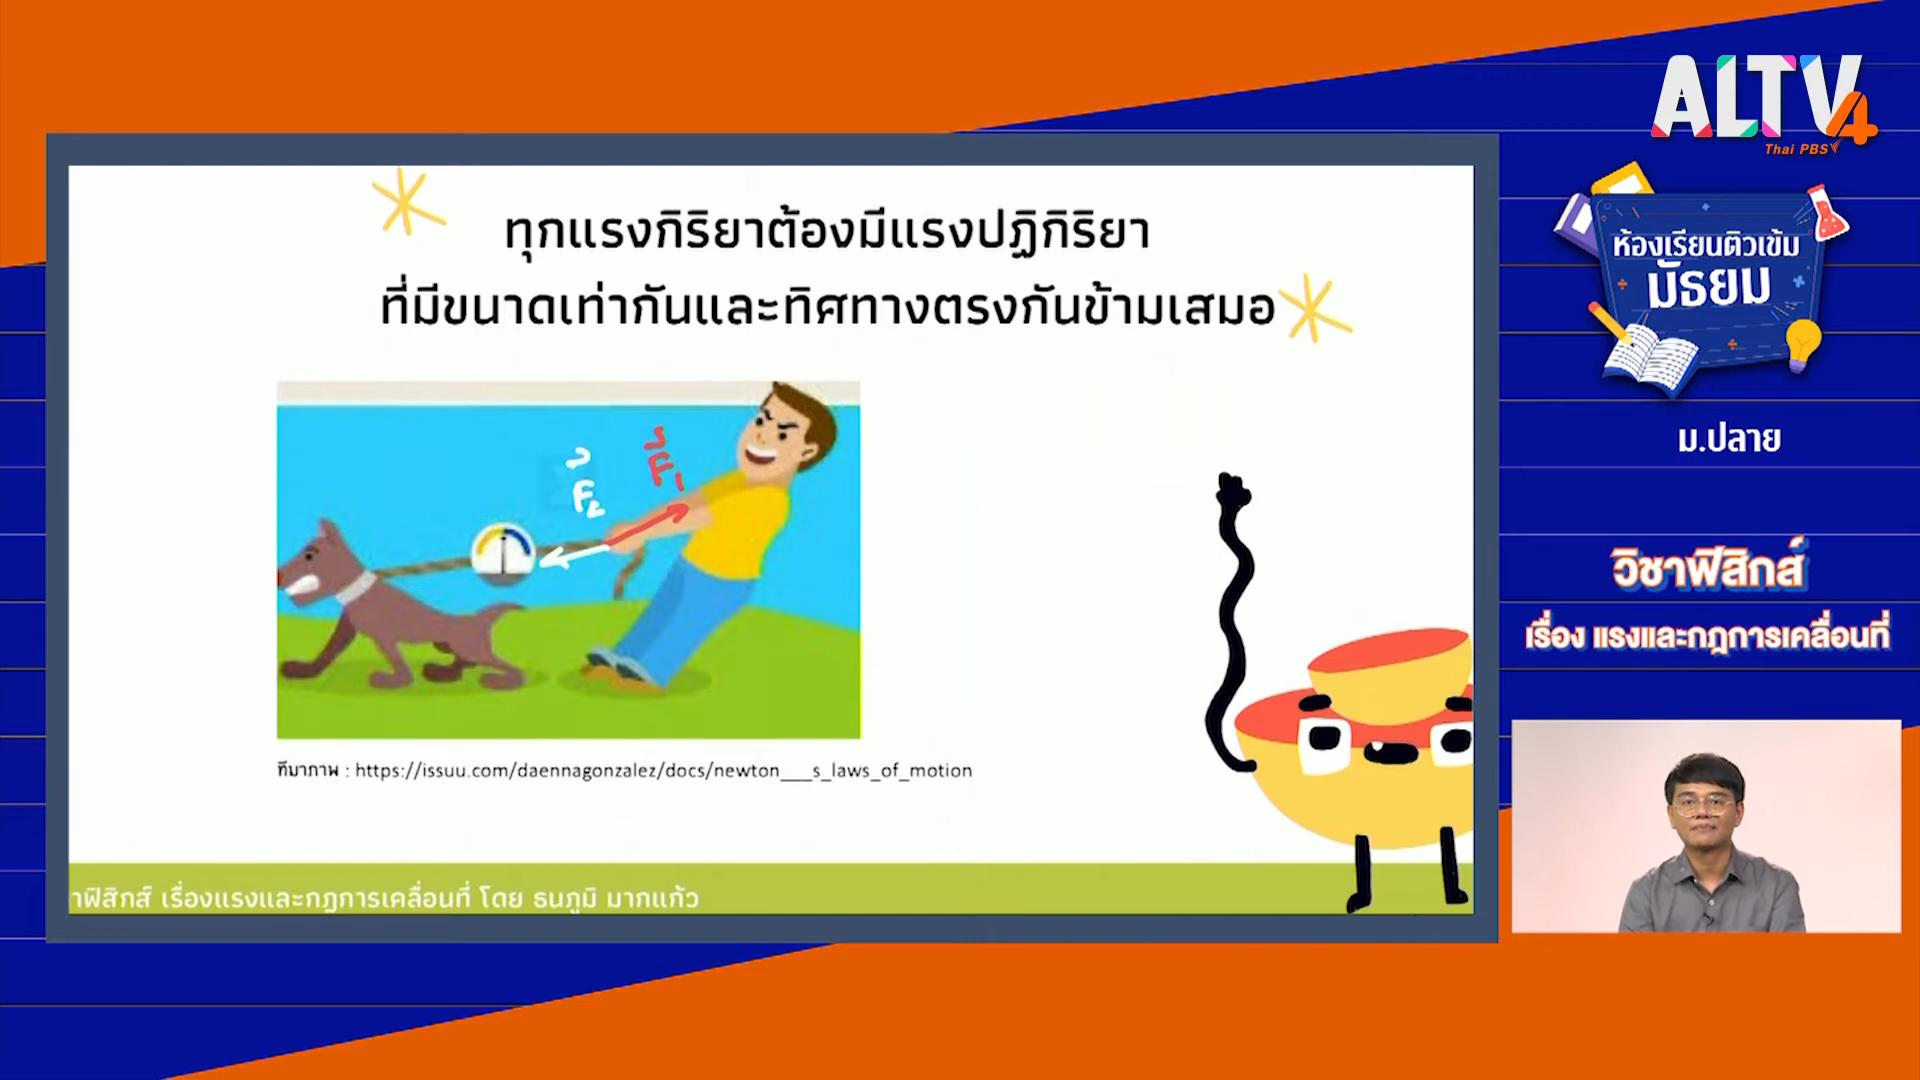 ทุกแรงกิริยาต้องมีแรงปฏิกิริยา
ที่มีขนาดเท่ากันและทิศทางตรงกันข้ามเสมอ
F₂
F₁
ที่มาภาพ : https://issuu.com/daennagonzalez/docs/newton___s_laws_of_motion
าฟิสิกส์ เรื่องแรงและกฎการเคลื่อนที่ โดย ธนภูมิ มากแก้ว
ALTV4
Thai PBS
ห้องเรียนติวเข้ม
มัธยม
ม.ปลาย
วิชาฟิสิกส์
เรื่อง แรงและกฎการเคลื่อนที่